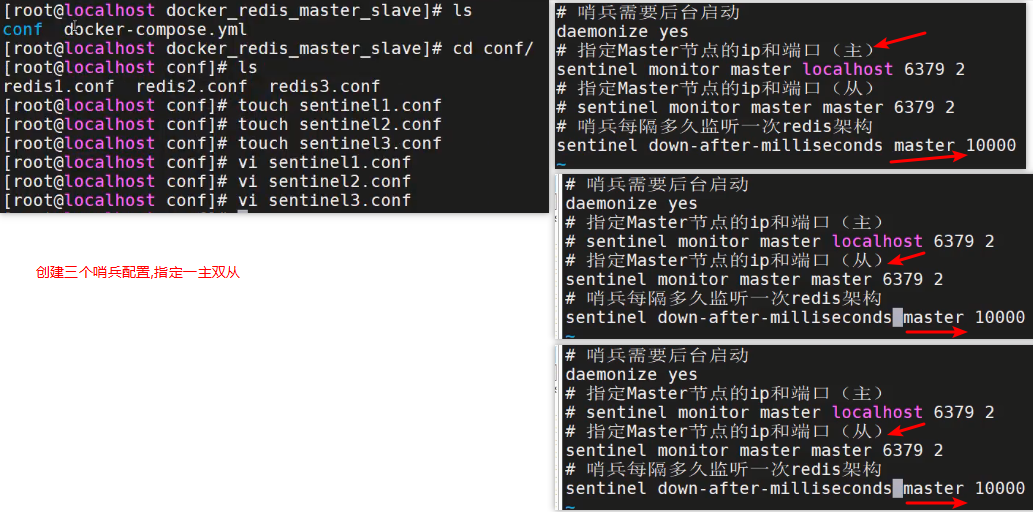 [root@localhost docker_redis_master_slave]# ls
conf docker-compose.yml
[root@localhost docker_redis_master_slave]# cd conf/
[root@localhost conf]# ls
redis1.conf redis2.conf redis3.conf
[root@localhost conf]# touch sentinel1.conf
[root@localhost conf]# touch sentinel2.conf
[root@localhost conf]# touch sentinel3.conf
[root@localhost conf]# vi sentinel1.conf
[root@localhost conf]# vi sentinel2.conf
[root@localhost conf]# vi sentinel3.conf
创建三个哨兵配置,指定一主双从
# 哨兵需要后台启动
daemonize yes
# 指定Master节点的ip和端口（主）
sentinel monitor master localhost 6379 2
# 指定Master节点的ip和端口（从）
# sentinel monitor master master 6379 2
# 哨兵每隔多久监听一次redis架构
sentinel down-after-milliseconds master 10000
~
# 哨兵需要后台启动
daemonize yes
# 指定Master节点的ip和端口（主）
# sentinel monitor master localhost 6379 2
# 指定Master节点的ip和端口（从）
sentinel monitor master master 6379 2
# 哨兵每隔多久监听一次redis架构
sentinel down-after-milliseconds master 10000
~
# 哨兵需要后台启动
daemonize yes
# 指定Master节点的ip和端口（主）
# sentinel monitor master localhost 6379 2
# 指定Master节点的ip和端口（从）
sentinel monitor master master 6379 2
# 哨兵每隔多久监听一次redis架构
sentinel down-after-milliseconds master 10000
~